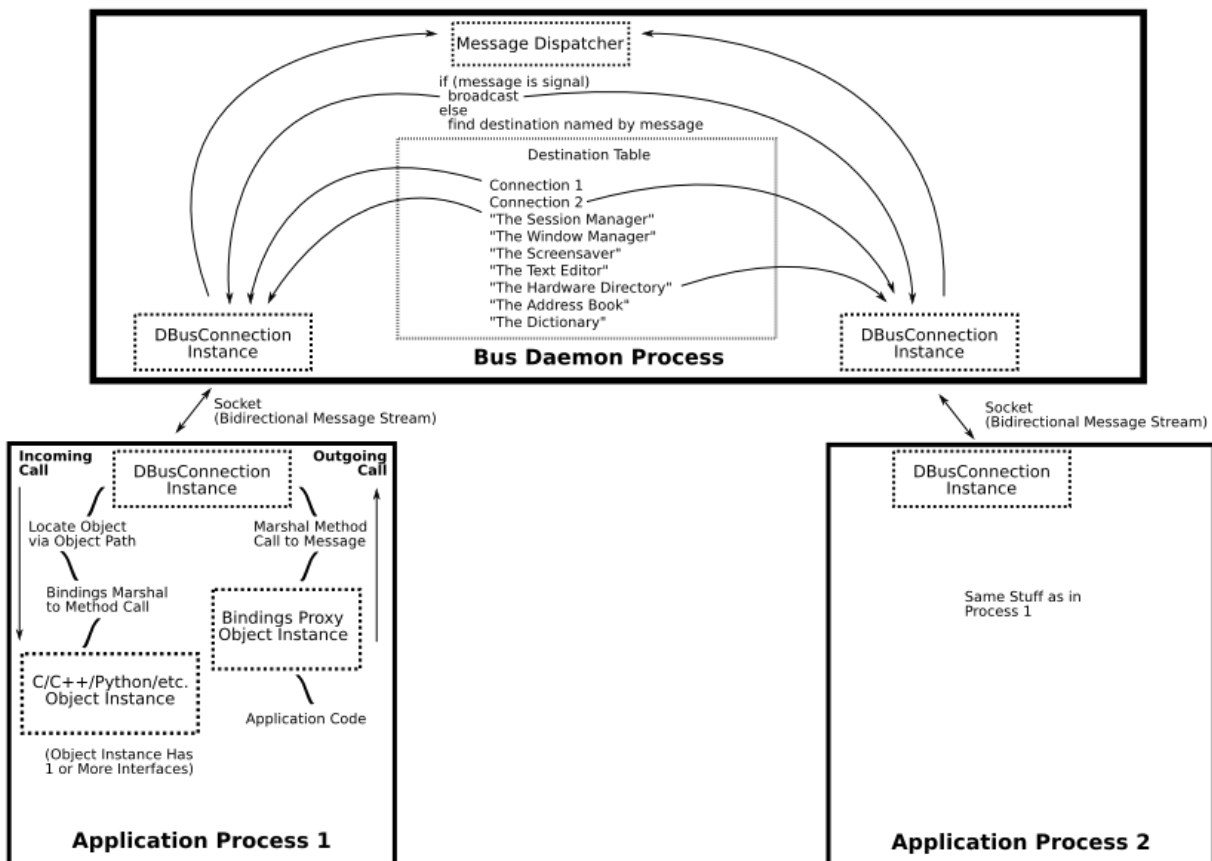 Message Dispatcher
if (message is signal)
broadcast
else
find destination named by message
Destination Table
Connection 1
Connection 2
"The Session Manager"
"The Window Manager"
"The Screensaver"
"The Text Editor"
"The Hardware Directory"
"The Address Book"
"The Dictionary"
DBusConnection
Instance
DBusConnection
Instance
Bus Daemon Process
Socket
(Bidirectional Message Stream)
Socket
(Bidirectional Message Stream)
Incoming
Call
Outgoing
Call
DBusConnection
Instance
Locate Object
via Object Path
Marshal Method
Call to Message
Bindings Marshal
to Method Call
Bindings Proxy
Object Instance
C/C++/Python/etc.
Object Instance
Application Code
(Object Instance Has
1 or More Interfaces)
Application Process 1
DBusConnection
Instance
Same Stuff as in
Process 1
Application Process 2